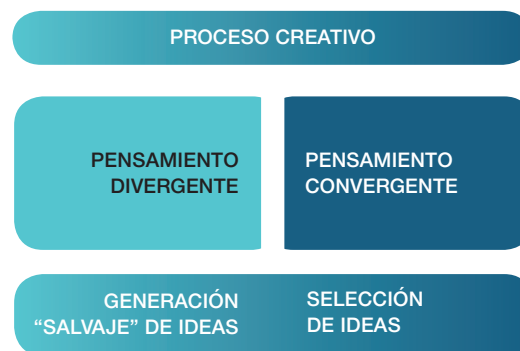 PROCESO CREATIVO
PENSAMIENTO
DIVERGENTE
PENSAMIENTO
CONVERGENTE
GENERACIÓN
“SALVAJE” DE IDEAS
SELECCIÓN
DE IDEAS